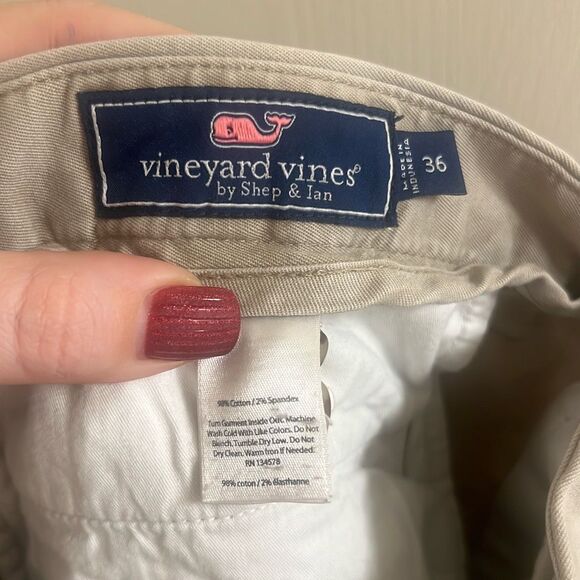 vineyard vines®
by Shep & Ian
MADE IN
INDONESIA
36
98% Cotton / 2% Spandex
Turn Garment Inside Out. Machine
Wash Cold With Like Colors. Do Not
Bleach. Tumble Dry Low. Do Not
Dry Clean. Warm Iron If Needed.
RN 134578
98% coton / 2% élasthanne